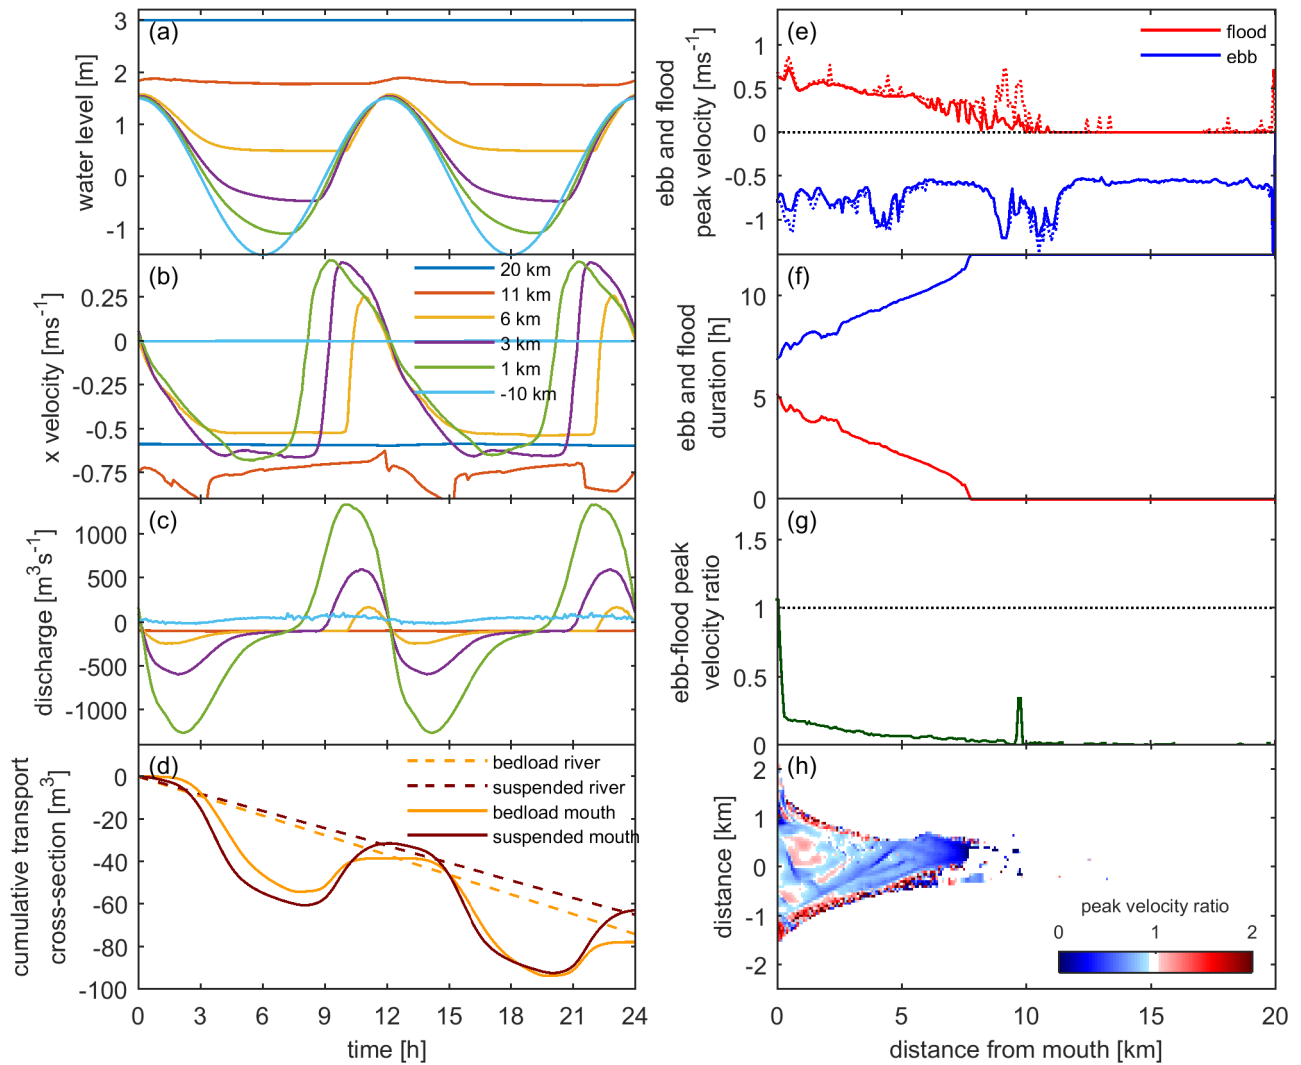 (a)
water level [m]
3
2
1
0
-1
(b)
x velocity [ms-1]
0.25
0
-0.25
-0.5
-0.75
20 km
11 km
6 km
3 km
1 km
-10 km
(c)
discharge [m3s-1]
1000
500
0
-500
-1000
(d)
cumulative transport
cross-section [m3]
0
-20
-40
-60
-80
-100
bedload river
suspended river
bedload mouth
suspended mouth
0 3 6 9 12 15 18 21 24
time [h]
(e)
ebb and flood
peak velocity [ms-1]
1
0.5
0
-0.5
-1
flood
ebb
(f)
ebb and flood
duration [h]
10
5
0
(g)
ebb-flood peak
velocity ratio
1.5
1
0.5
0
(h)
distance [km]
2
1
0
-1
-2
peak velocity ratio
0 1 2
0 5 10 15 20
distance from mouth [km]